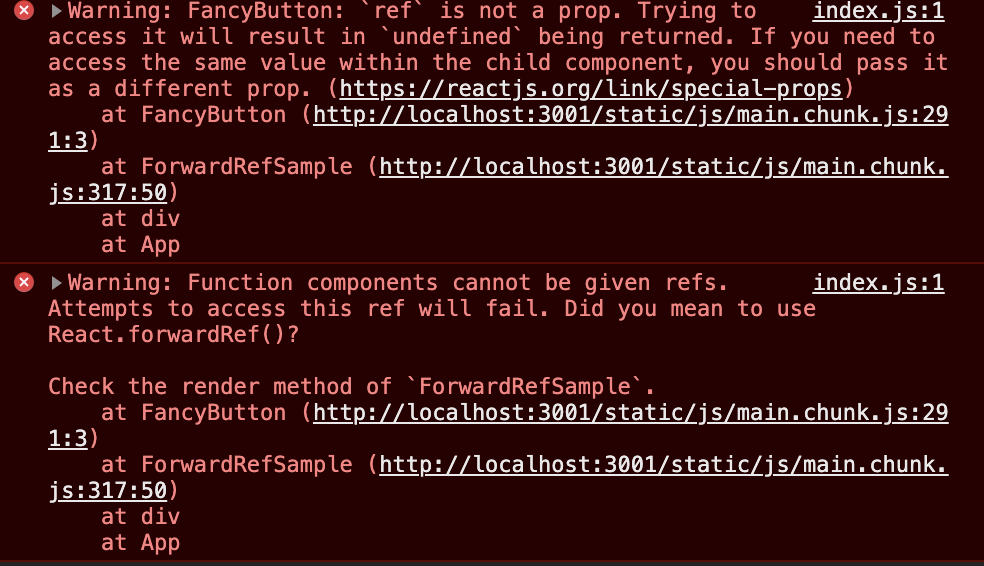 Warning: FancyButton: `ref` is not a prop. Trying to index.js:1
access it will result in `undefined` being returned. If you need to
access the same value within the child component, you should pass it
as a different prop. (https://reactjs.org/link/special-props)
at FancyButton (http://localhost:3001/static/js/main.chunk.js:29
1:3)
at ForwardRefSample (http://localhost:3001/static/js/main.chunk.
js:317:50)
at div
at App
Warning: Function components cannot be given refs. index.js:1
Attempts to access this ref will fail. Did you mean to use
React.forwardRef()?
Check the render method of `ForwardRefSample`.
at FancyButton (http://localhost:3001/static/js/main.chunk.js:29
1:3)
at ForwardRefSample (http://localhost:3001/static/js/main.chunk.
js:317:50)
at div
at App